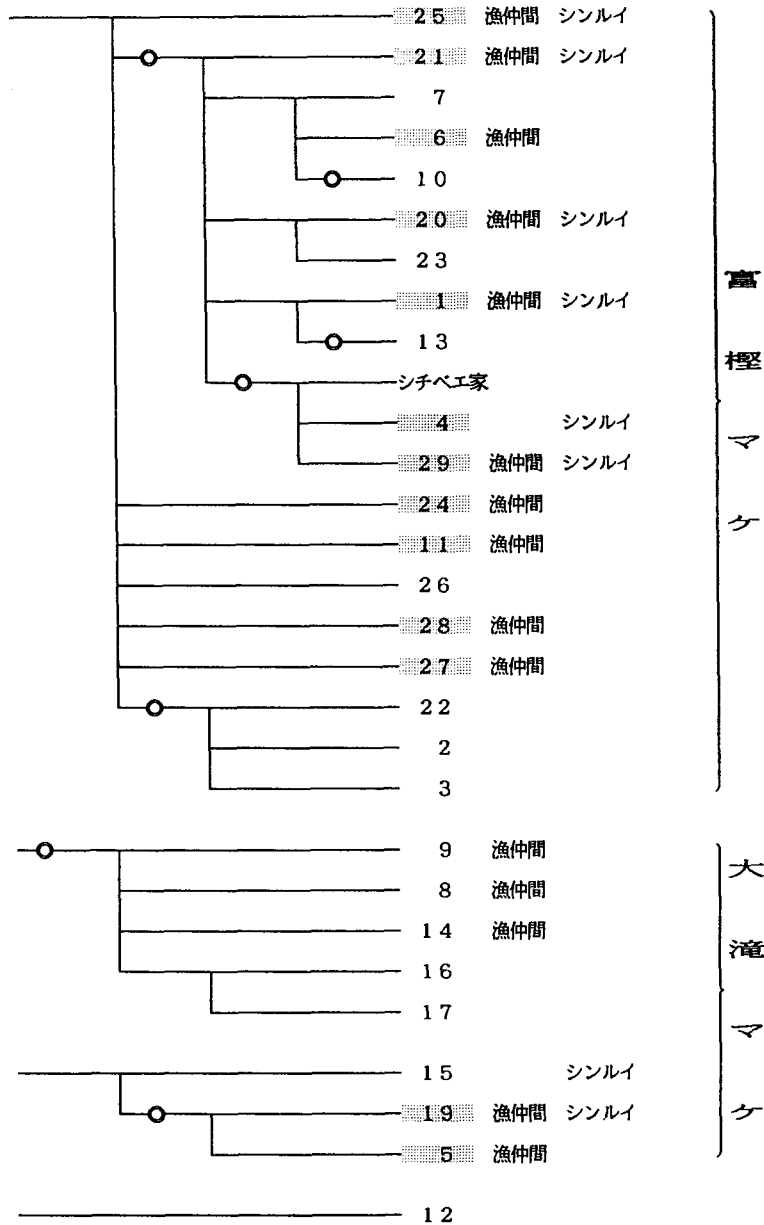 25 漁仲間 シンルイ
21 漁仲間 シンルイ
7
6 漁仲間
10
20 漁仲間 シンルイ
23
1 漁仲間 シンルイ
13
シチベエ家
4 シンルイ
29 漁仲間 シンルイ
24 漁仲間
11 漁仲間
26
28 漁仲間
27 漁仲間
22
2
3
富樫マケ
9 漁仲間
8 漁仲間
14 漁仲間
16
17
15 シンルイ
19 漁仲間 シンルイ
5 漁仲間
大滝マケ
12